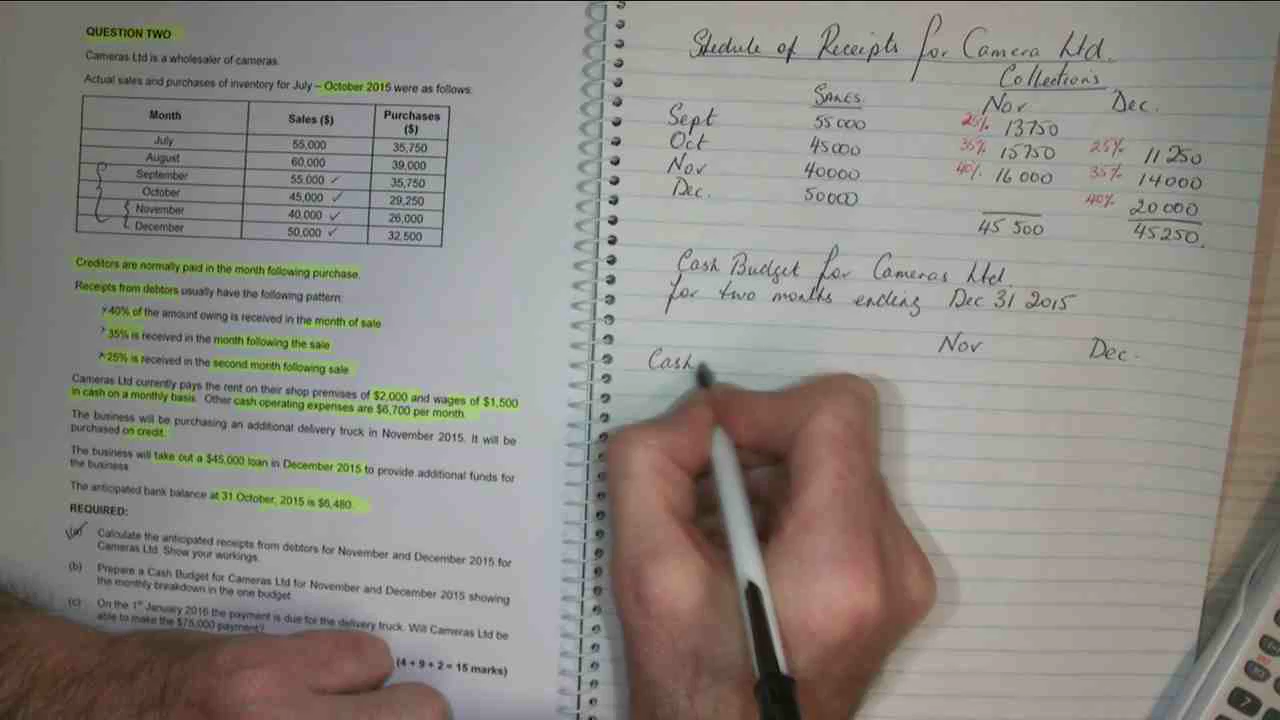 QUESTION TWO
Cameras Ltd is a wholesaler of cameras.
Actual sales and purchases of inventory for July – October 2015 were as follows:
Month Sales ($) Purchases ($)
July 55,000 35,750
August 60,000 39,000
September 55,000 ✓ 35,750
October 45,000 ✓ 29,250
November 40,000 ✓ 26,000
December 50,000 ✓ 32,500
Creditors are normally paid in the month following purchase.
Receipts from debtors usually have the following pattern:
40% of the amount owing is received in the month of sale
35% is received in the month following the sale
25% is received in the second month following sale
Cameras Ltd currently pays the rent on their shop premises of $2,000 and wages of $1,500
in cash on a monthly basis. Other cash operating expenses are $6,700 per month.
The business will be purchasing an additional delivery truck in November 2015. It will be
purchased on credit.
The business will take out a $45,000 loan in December 2015 to provide additional funds for
the business.
The anticipated bank balance at 31 October, 2015 is $6,480.
REQUIRED:
(a) Calculate the anticipated receipts from debtors for November and December 2015 for
Cameras Ltd. Show your workings.
(b) Prepare a Cash Budget for Cameras Ltd for November and December 2015 showing
the monthly breakdown in the one budget.
(c) On the 1st January 2016 the payment is due for the delivery truck. Will Cameras Ltd be
able to make the $75,000 payment?
(4 + 9 + 2 = 15 marks)
Shedule of Receipts for Camera Ltd.
Collections
SALES Nov Dec.
Sept 55000 25% 13750
Oct 45000 35% 15750 25% 11250
Nov 40000 40% 16000 35% 14000
Dec. 50000 40% 20000
45500 45250.
Cash Budget for Cameras Ltd.
for two months ending Dec 31 2015
Nov Dec.
Cash
7